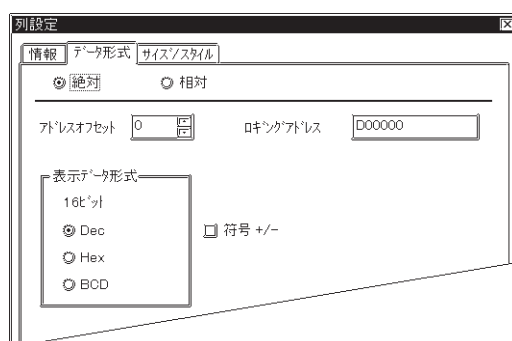 列設定
情報 ﾃﾞｰﾀ形式 ｻｲｽﾞ/ｽﾀｲﾙ
絶対 相対
ｱﾄﾞﾚｽｵﾌｾｯﾄ 0 ﾛｷﾞﾝｸﾞｱﾄﾞﾚｽ D00000
表示ﾃﾞｰﾀ形式
16ﾋﾞｯﾄ
Dec 符号 +/-
Hex
BCD